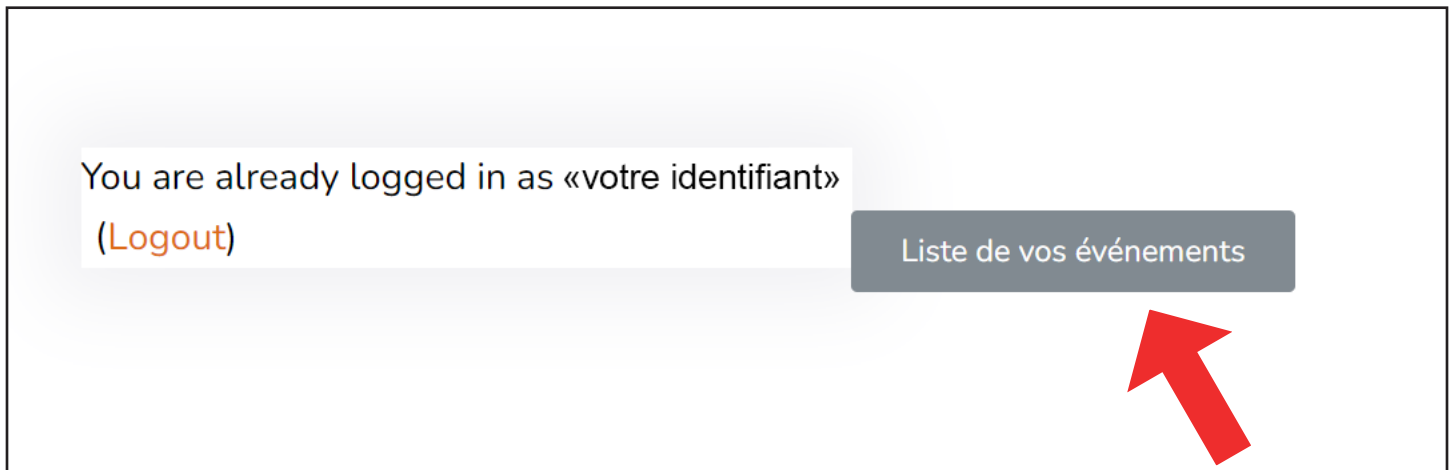 You are already logged in as «votre identifiant»
(Logout)
Liste de vos événements